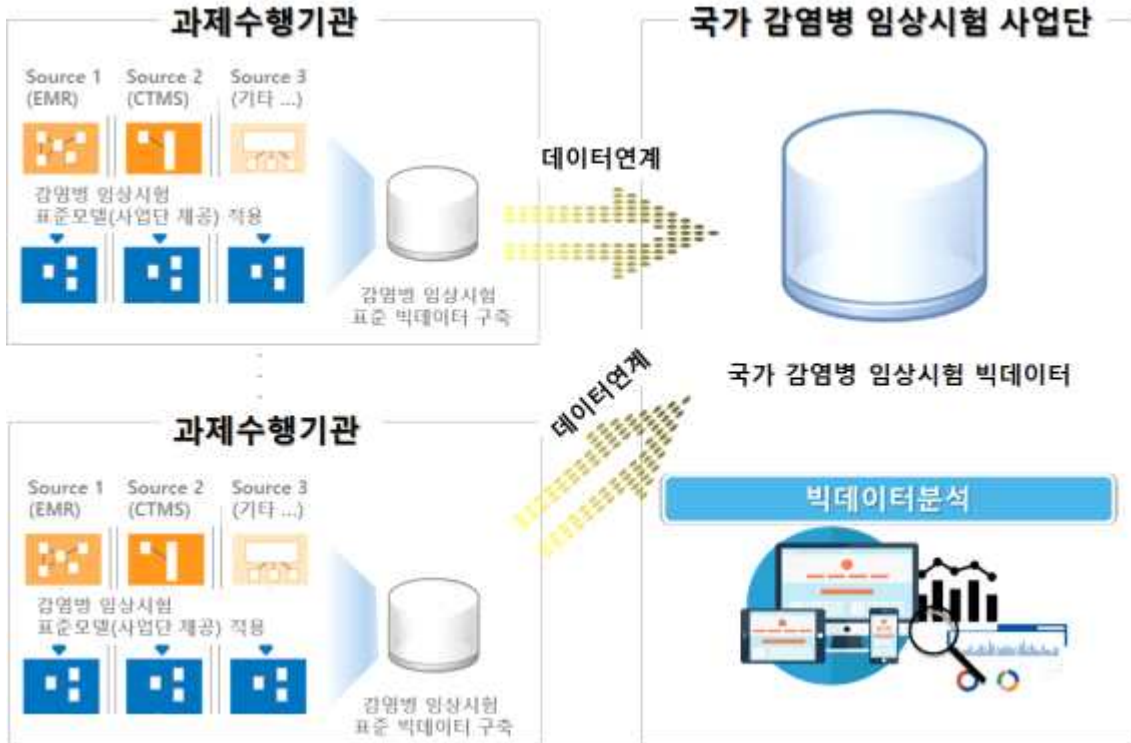 과제수행기관
Source 1
(EMR)
Source 2
(CTMS)
Source 3
(기타 ...)
감염병 임상시험
표준모델(사업단 제공) 적용
감염병 임상시험
표준 빅데이터 구축
데이터연계
국가 감염병 임상시험 사업단
국가 감염병 임상시험 빅데이터
과제수행기관
Source 1
(EMR)
Source 2
(CTMS)
Source 3
(기타 ...)
감염병 임상시험
표준모델(사업단 제공) 적용
감염병 임상시험
표준 빅데이터 구축
데이터연계
빅데이터분석